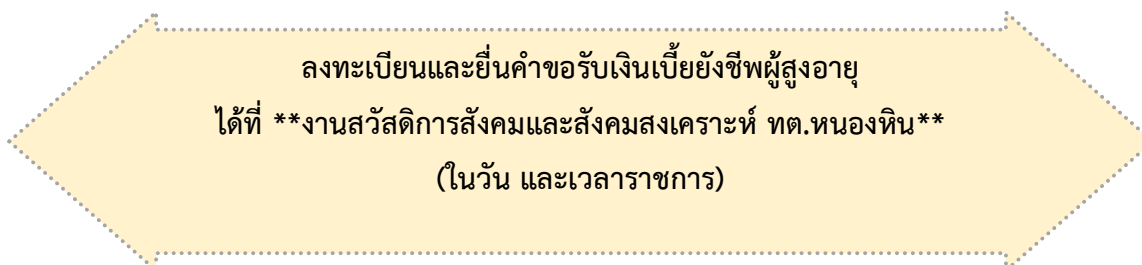 ลงทะเบียนและยื่นคำขอรับเงินเบี้ยยังชีพผู้สูงอายุ
ได้ที่ **งานสวัสดิการสังคมและสังคมสงเคราะห์ ทต.หนองหิน**
(ในวัน และเวลาราชการ)